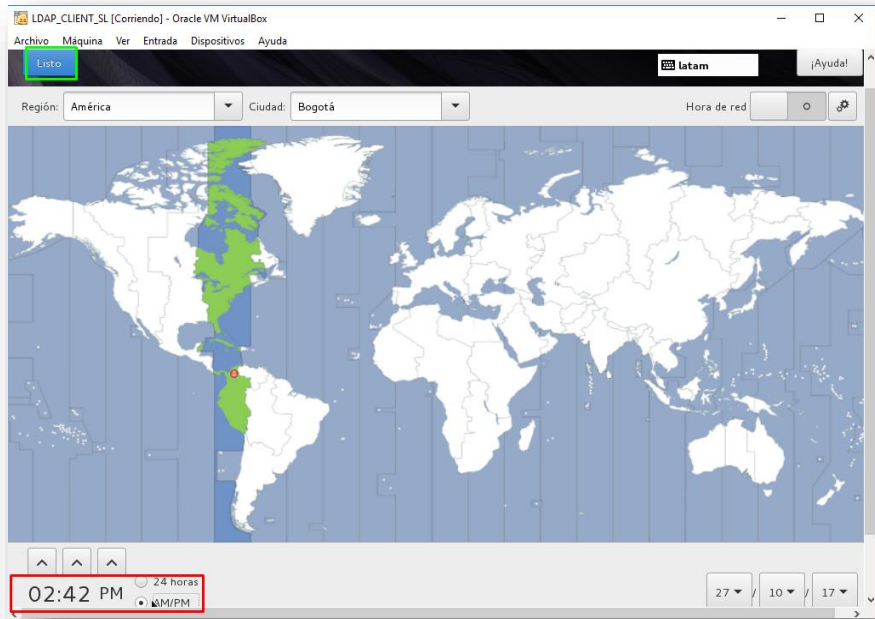 LDAP_CLIENT_SL [Corriendo] - Oracle VM VirtualBox
Archivo Máquina Ver Entrada Dispositivos Ayuda
Listo latam ¡Ayuda!
Región: América Ciudad: Bogotá Hora de red
24 horas
02:42 PM AM/PM 27 / 10 / 17